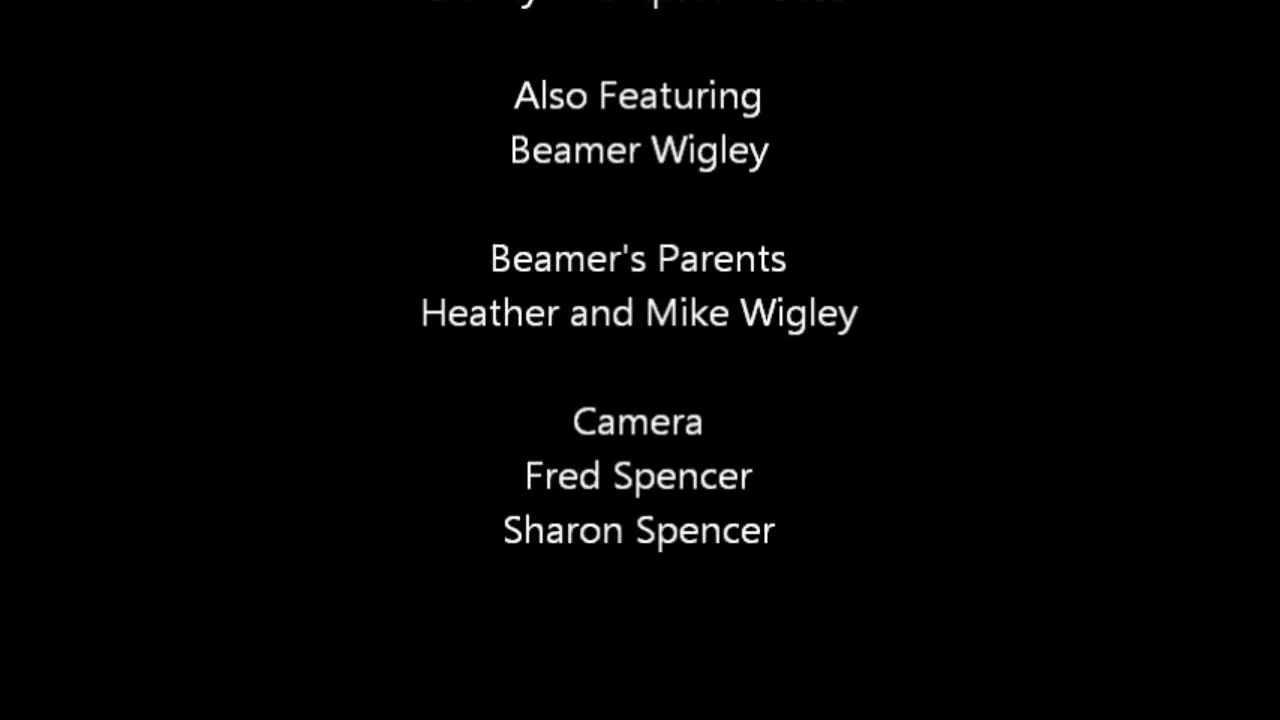 Also Featuring
Beamer Wigley
Beamer's Parents
Heather and Mike Wigley
Camera
Fred Spencer
Sharon Spencer